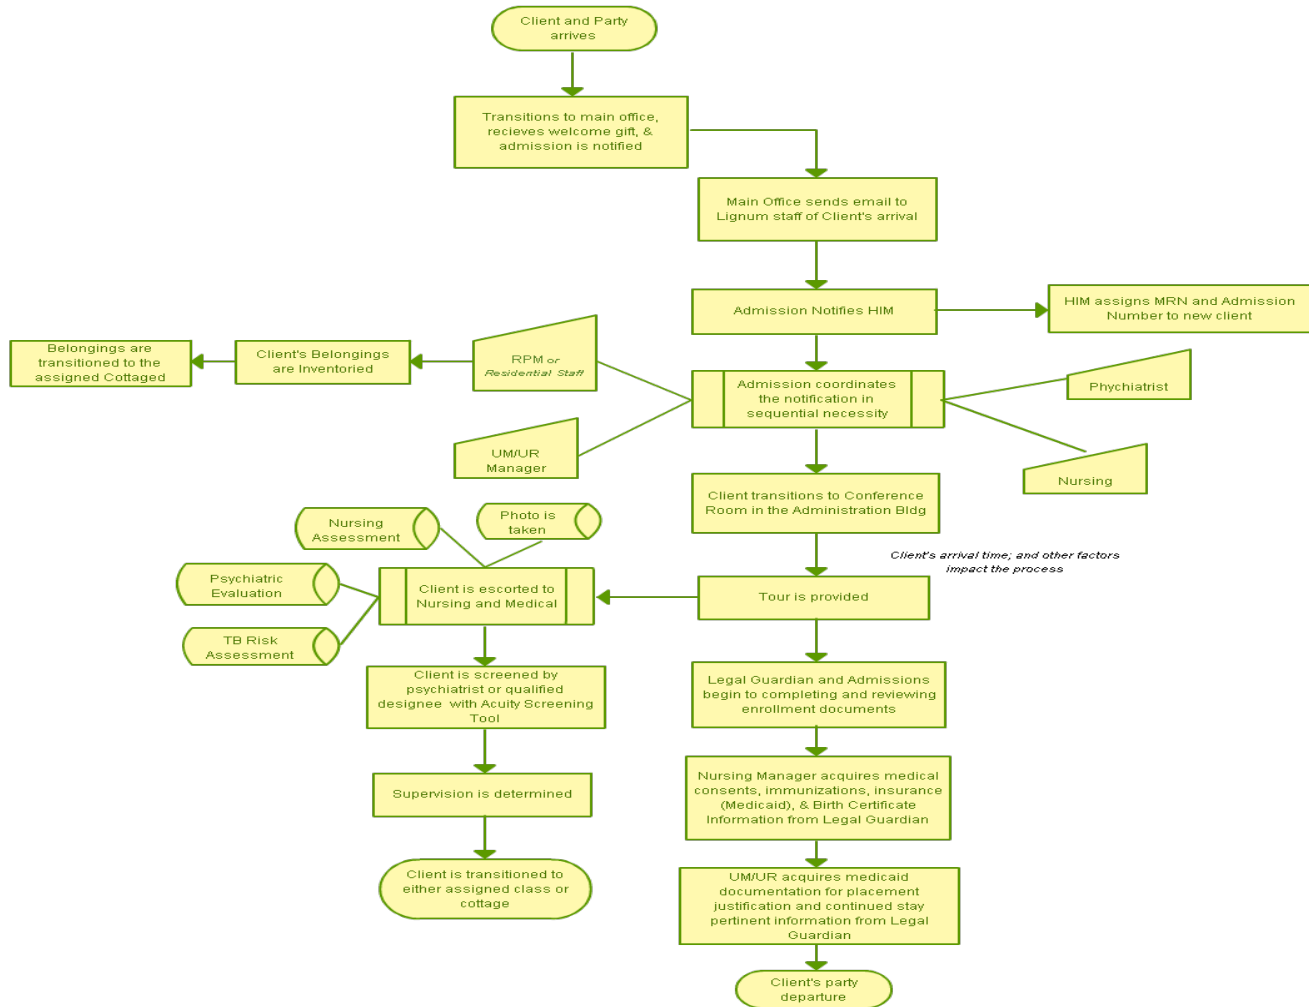 Client and Party
arrives
Transitions to main office,
recieves welcome gift, &
admission is notified
Main Office sends email to
Lignum staff of Client's arrival
Admission Notifies HIM
HIM assigns MRN and Admission
Number to new client
Belongings are
transitioned to the
assigned Cottaged
Client's Belongings
are Inventoried
RPM or
Residential Staff
Admission coordinates
the notification in
sequential necessity
Phychiatrist
UM/UR
Manager
Nursing
Client transitions to Conference
Room in the Administration Bldg
Nursing
Assessment
Photo is
taken
Client's arrival time; and other factors
impact the process
Psychiatric
Evaluation
Client is escorted to
Nursing and Medical
Tour is provided
TB Risk
Assessment
Client is screened by
psychiatrist or qualified
designee with Acuity Screening
Tool
Legal Guardian and Admissions
begin to completing and reviewing
enrollment documents
Supervision is determined
Nursing Manager acquires medical
consents, immunizations, insurance
(Medicaid), & Birth Certificate
Information from Legal Guardian
Client is transitioned to
either assigned class or
cottage
UM/UR acquires medicaid
documentation for placement
justification and continued stay
pertinent information from Legal
Guardian
Client's party
departure